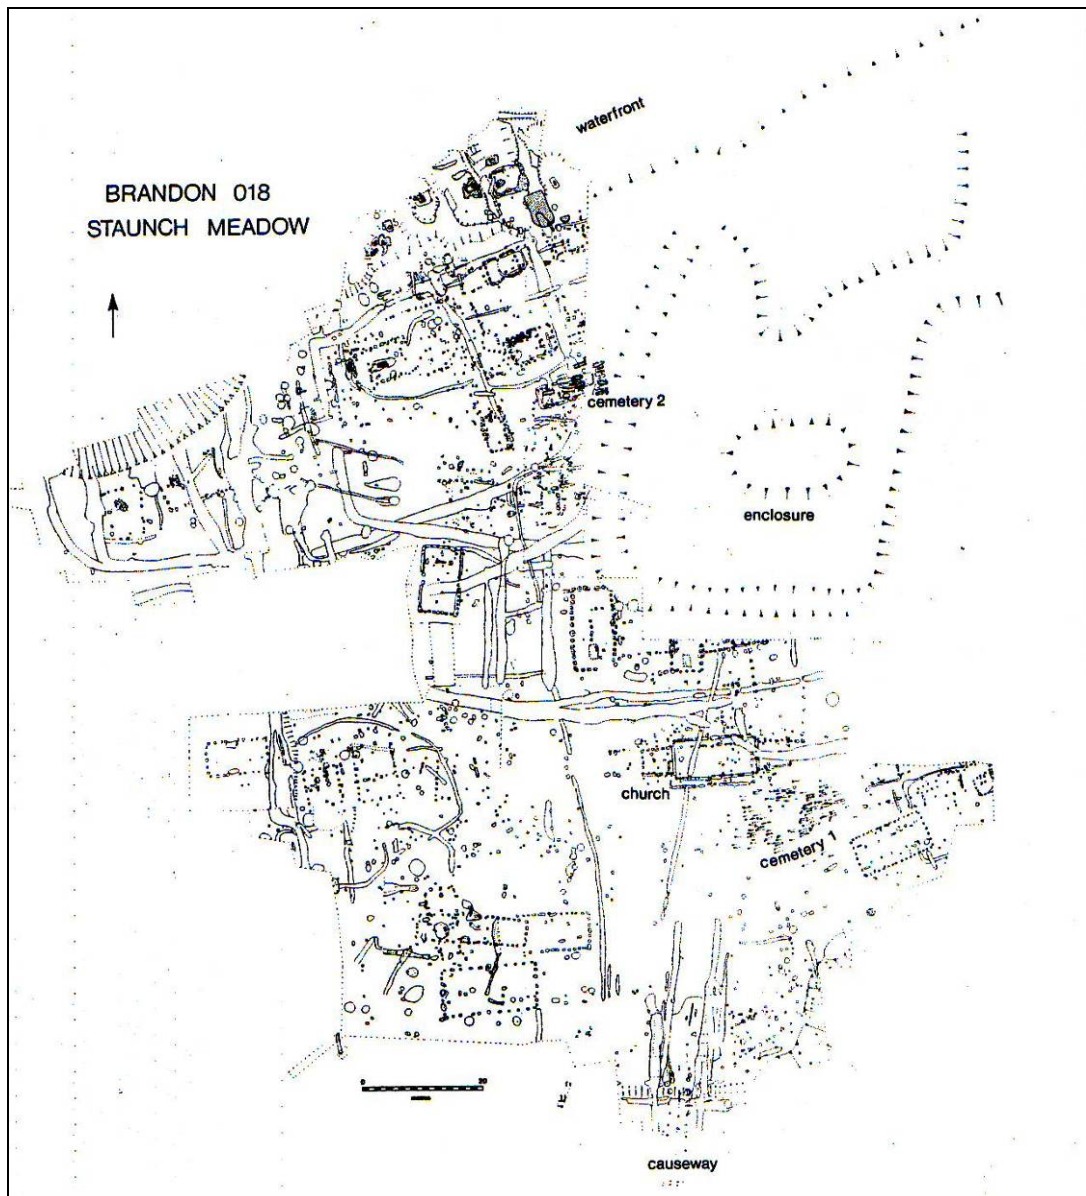 waterfront
BRANDON 018
STAUNCH MEADOW
cemetery 2
enclosure
church
cemetery 1
0 20
causeway